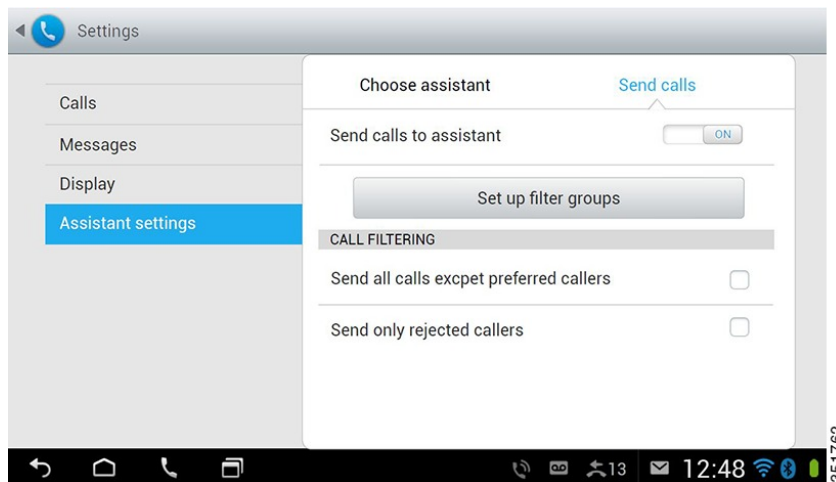 Settings
Calls
Messages
Display
Assistant settings
Choose assistant
Send calls
Send calls to assistant
ON
Set up filter groups
CALL FILTERING
Send all calls excpet preferred callers
Send only rejected callers
13
12:48
351762